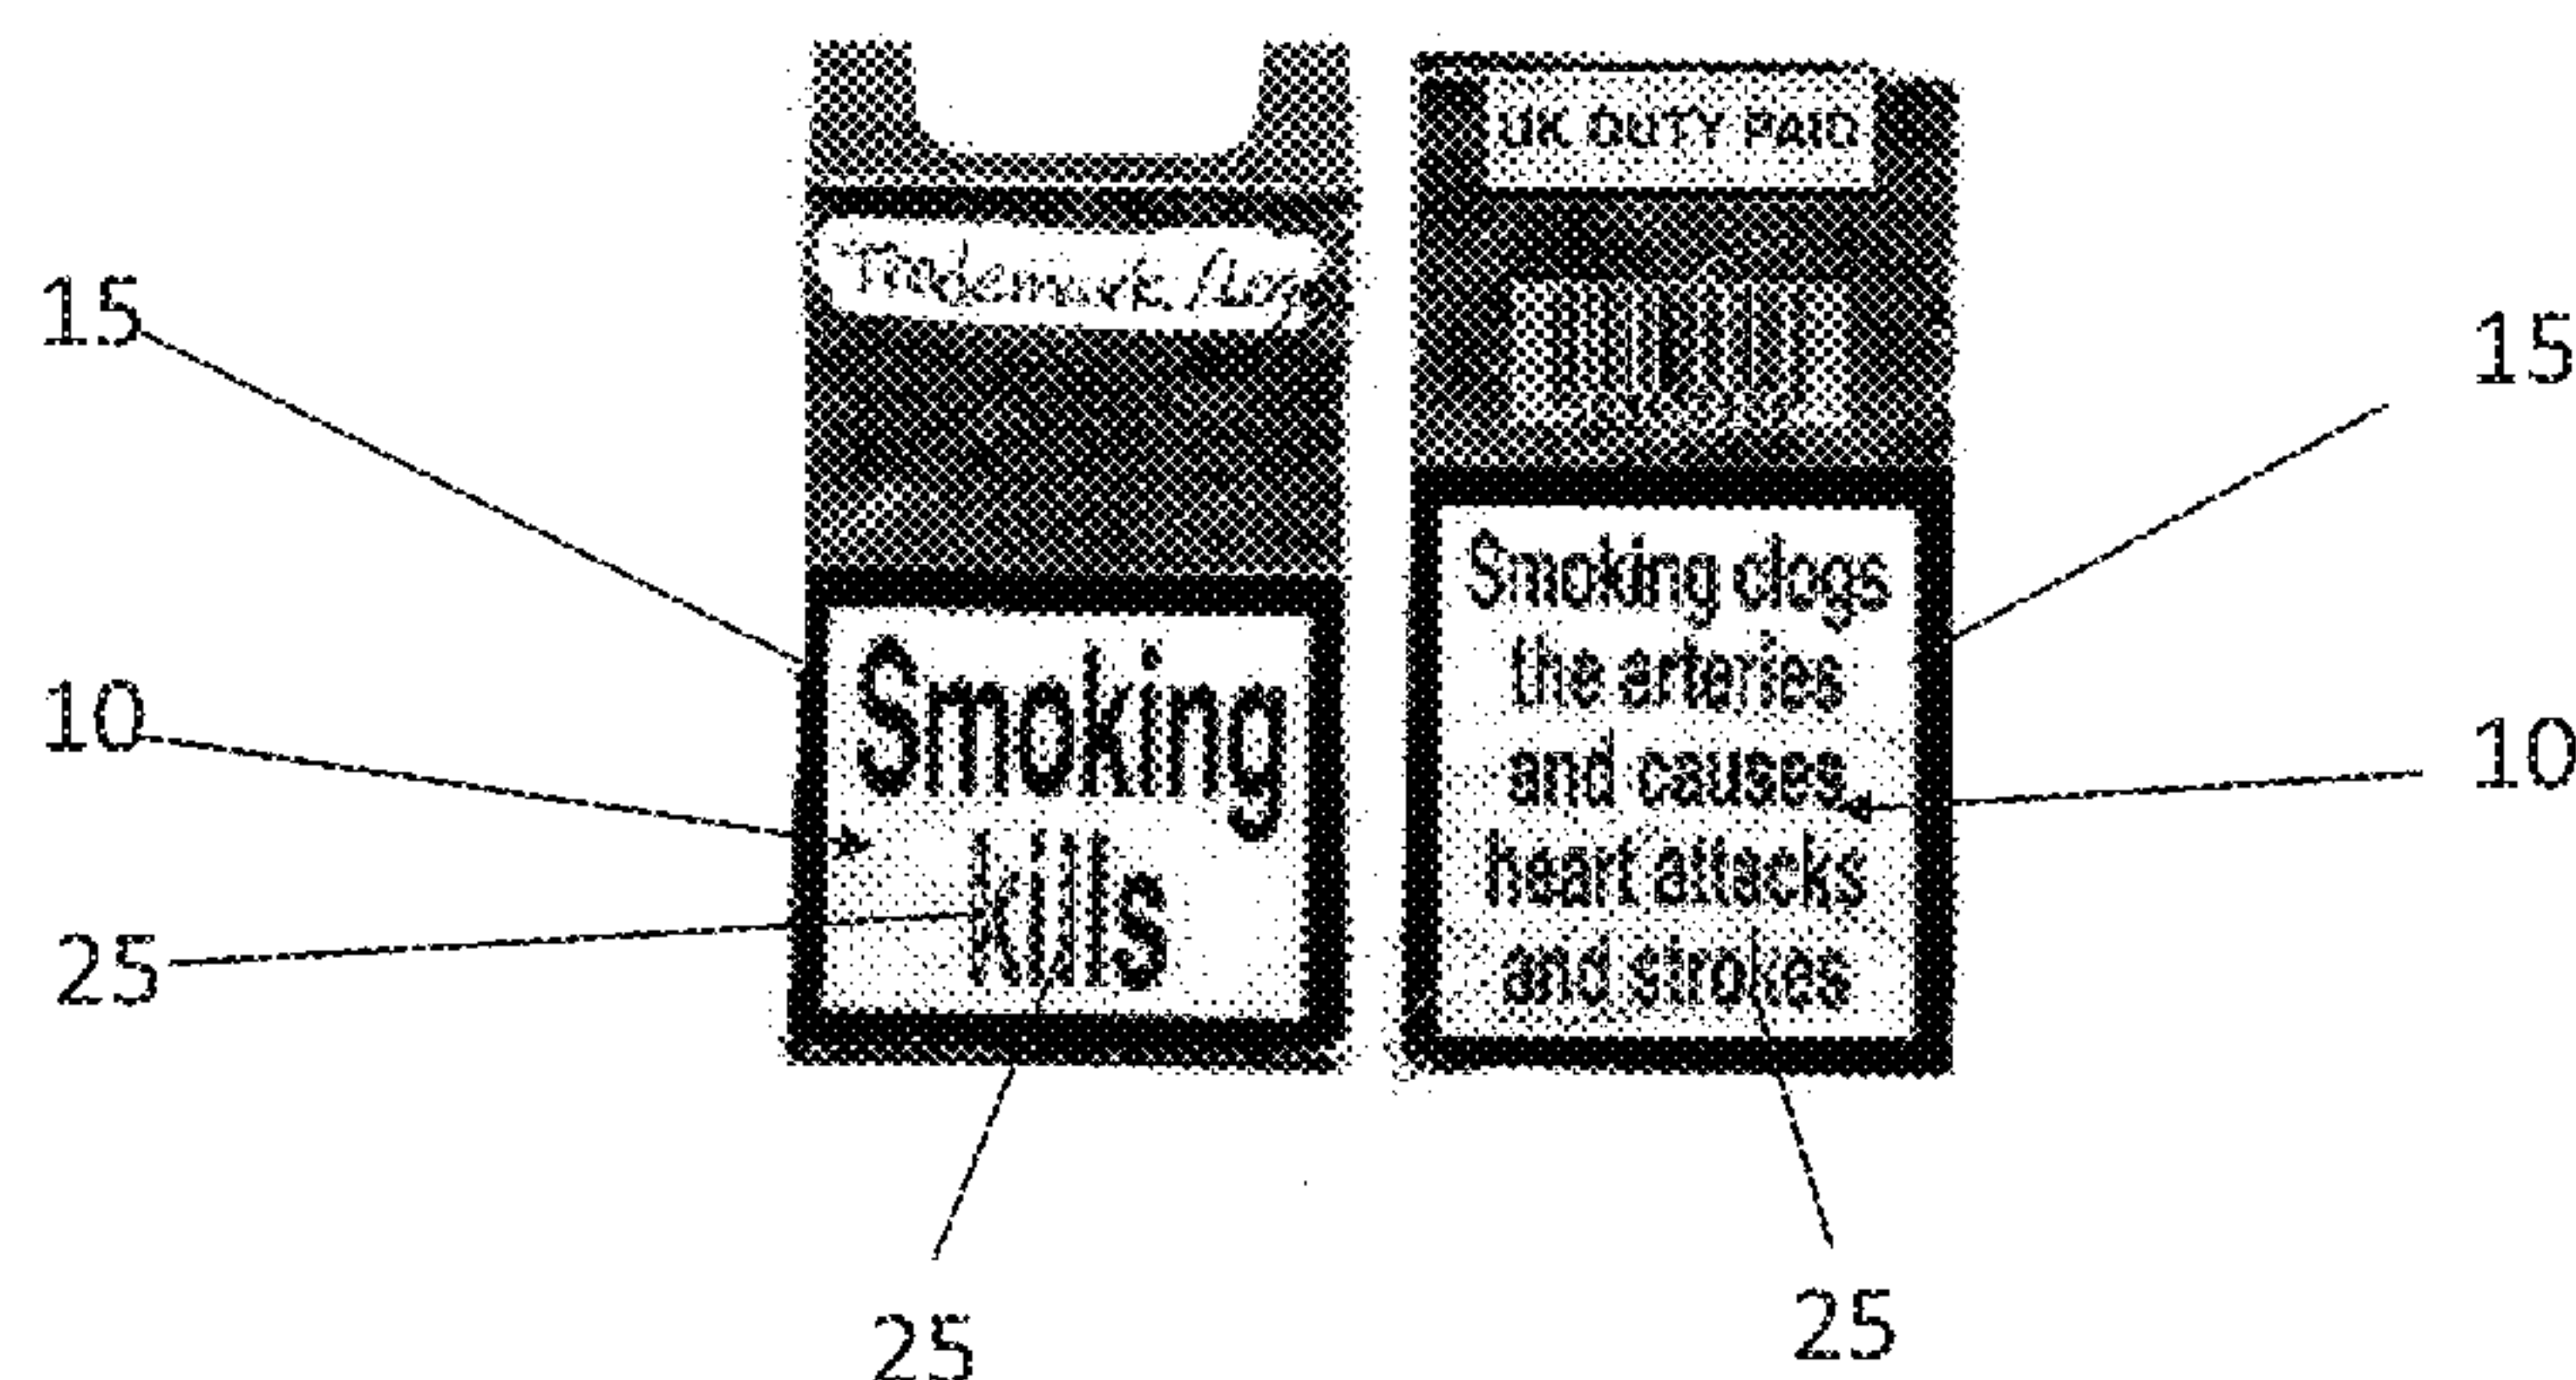 UK DUTY PAID
Trademark
15
15
Smoking clogs
the arteries
and causes
heart attacks
and strokes
Smoking
kills
10
10
25
25
25